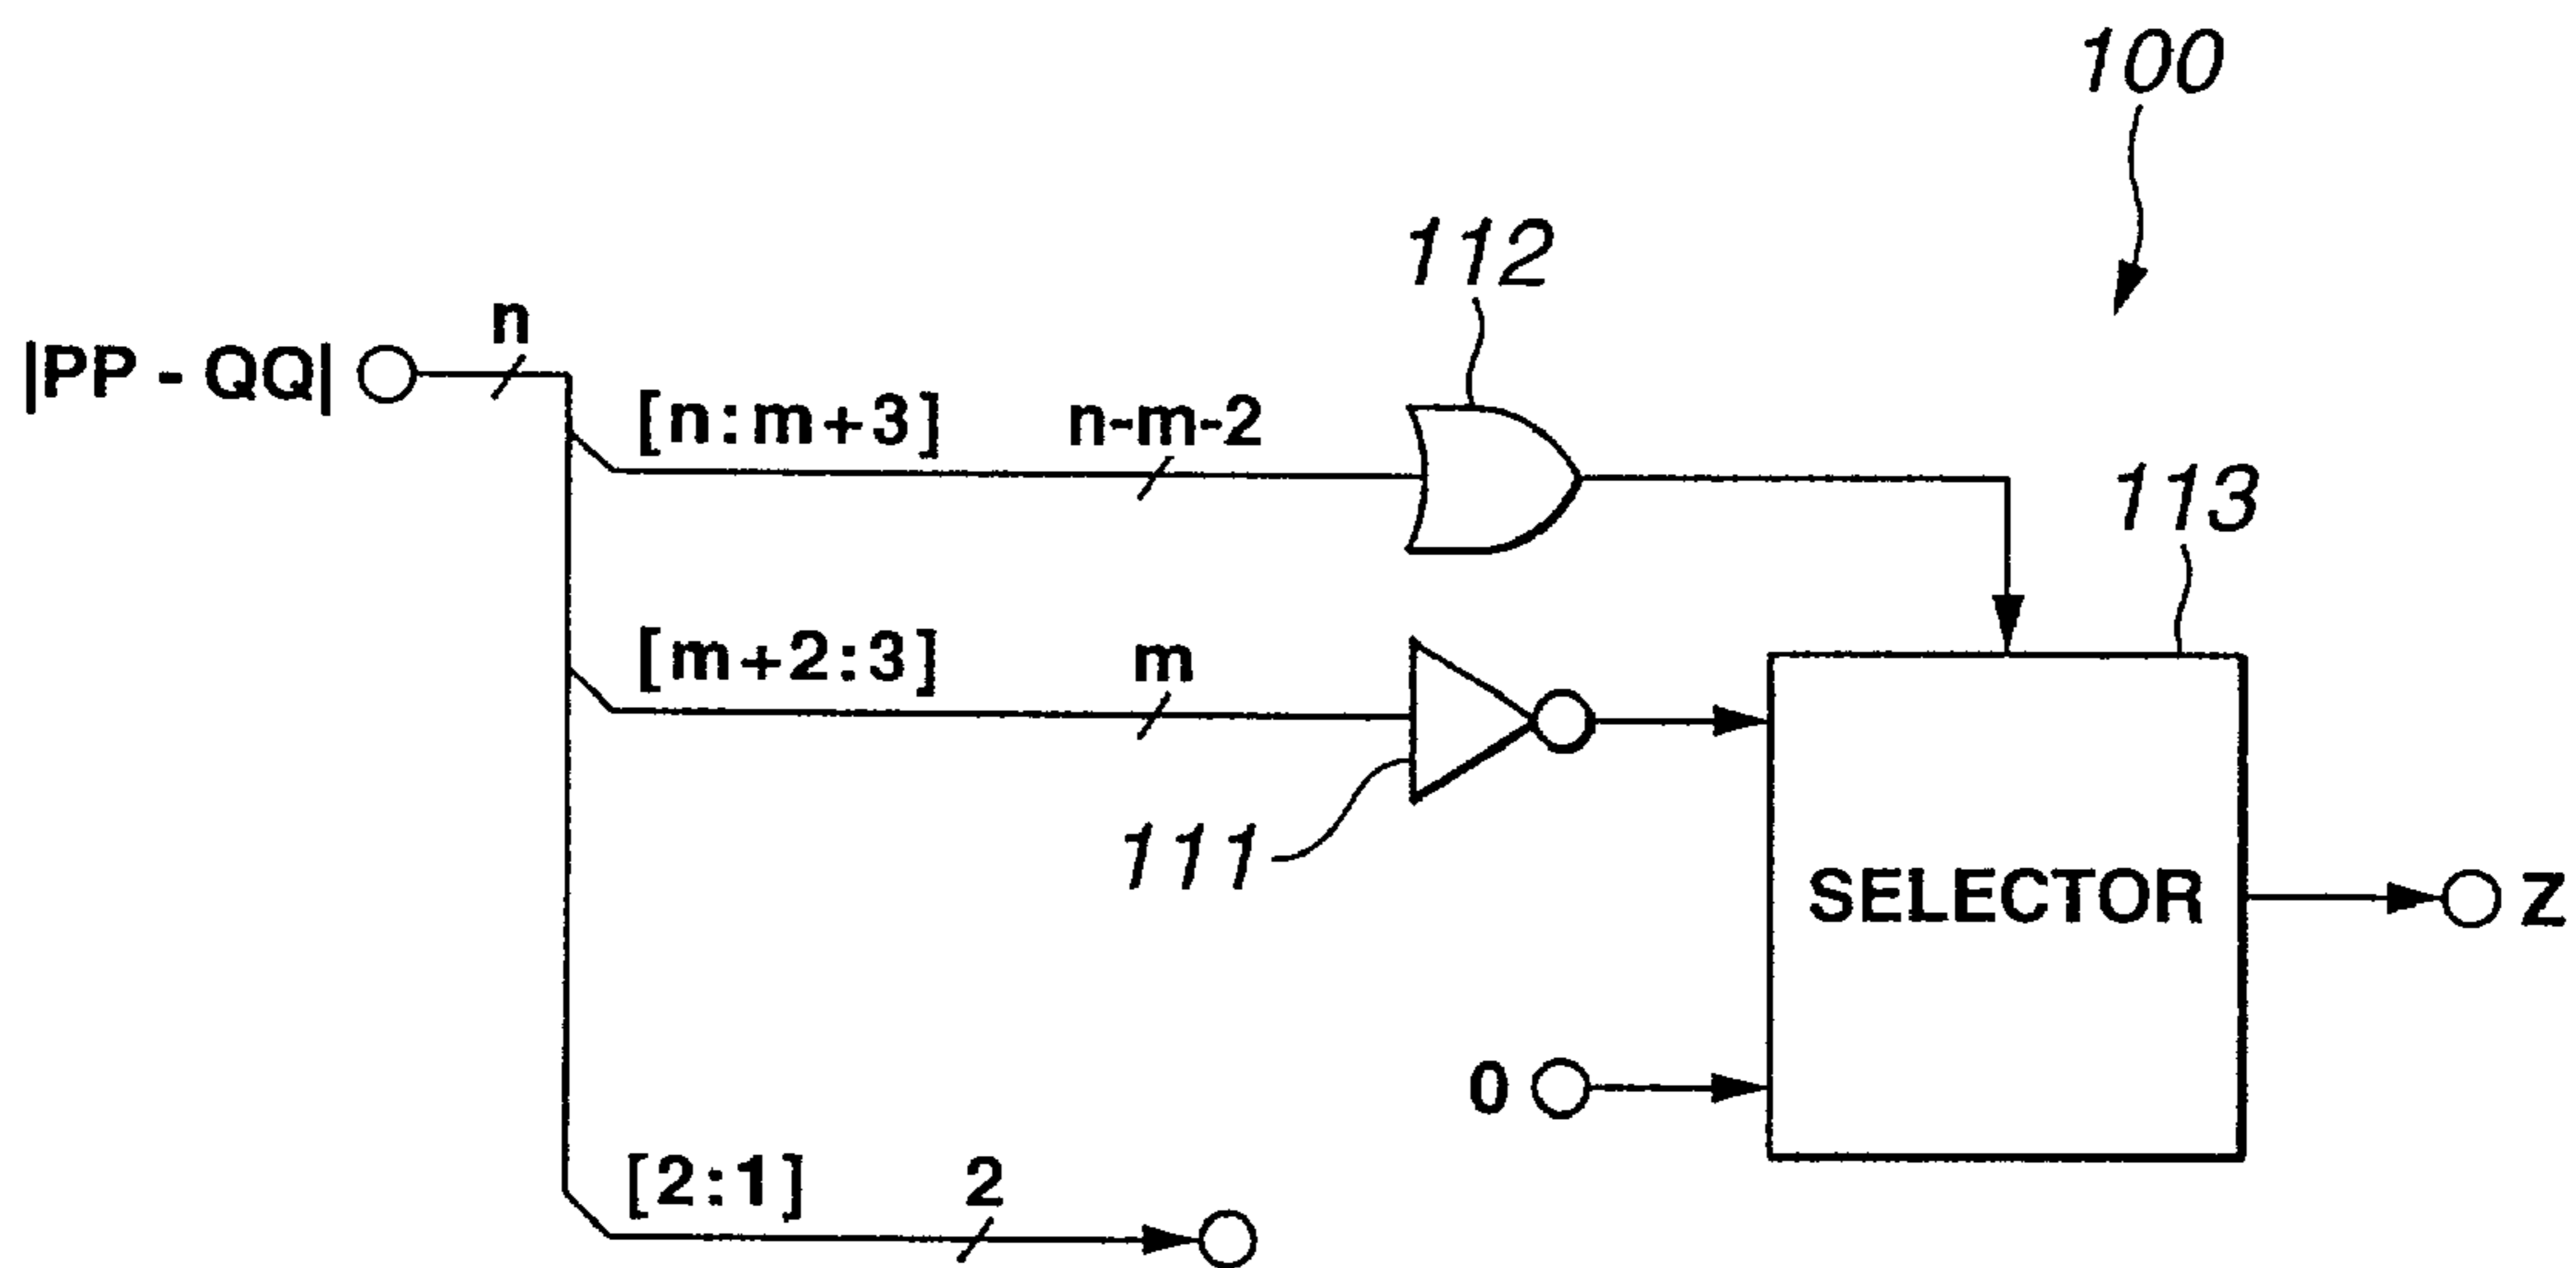 100
112
n
|PP - QQ|
[n:m+3]
n-m-2
113
[m+2:3]
m
111
SELECTOR
Z
0
[2:1]
2